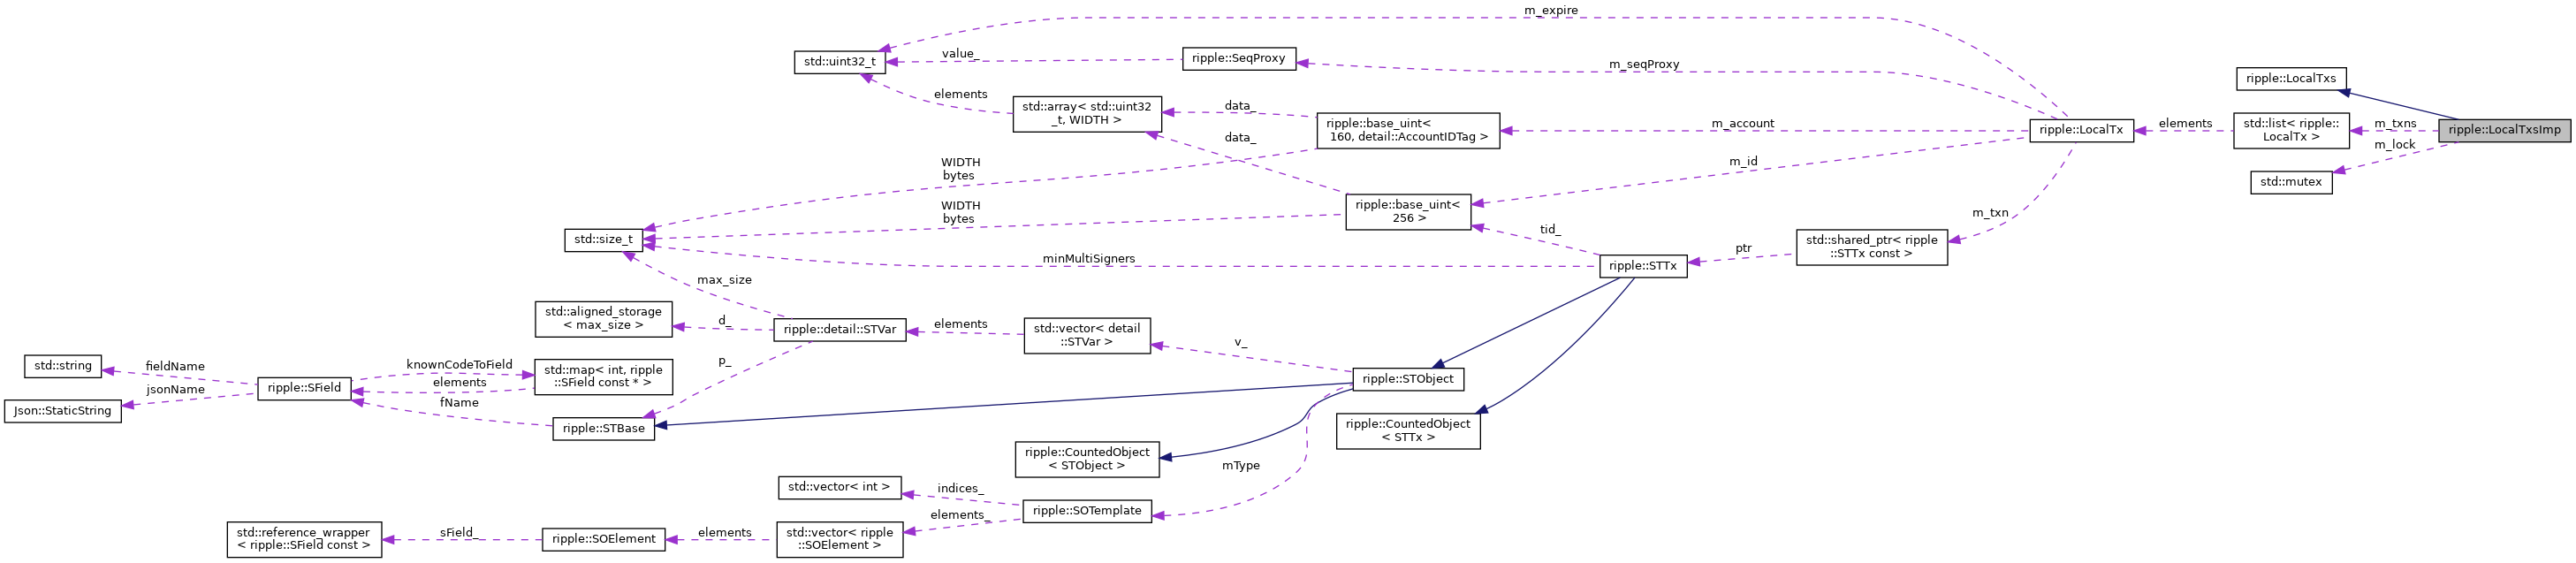 m_expire
std::uint32_t
value_
ripple::SeqProxy
m_seqProxy
ripple::LocalTxs
elements
std::array< std::uint32
_t, WIDTH >
data_
data_
ripple::base_uint<
160, detail::AccountIDTag >
m_account
ripple::LocalTx
elements
std::list< ripple::
LocalTx >
m_txns
m_lock
ripple::LocalTxsImp
std::mutex
WIDTH
bytes
m_id
WIDTH
bytes
ripple::base_uint<
256 >
m_txn
std::size_t
tid_
minMultiSigners
ripple::STTx
ptr
std::shared_ptr< ripple
::STTx const >
max_size
std::aligned_storage
< max_size >
d_
ripple::detail::STVar
elements
std::vector< detail
::STVar >
v_
std::string
fieldName
jsonName
Json::StaticString
ripple::SField
knownCodeToField
elements
fName
std::map< int, ripple
::SField const * >
p_
ripple::STBase
ripple::STObject
ripple::CountedObject
< STTx >
ripple::CountedObject
< STObject >
mType
std::vector< int >
indices_
elements_
ripple::SOTemplate
std::reference_wrapper
< ripple::SField const >
sField_
ripple::SOElement
elements
std::vector< ripple
::SOElement >